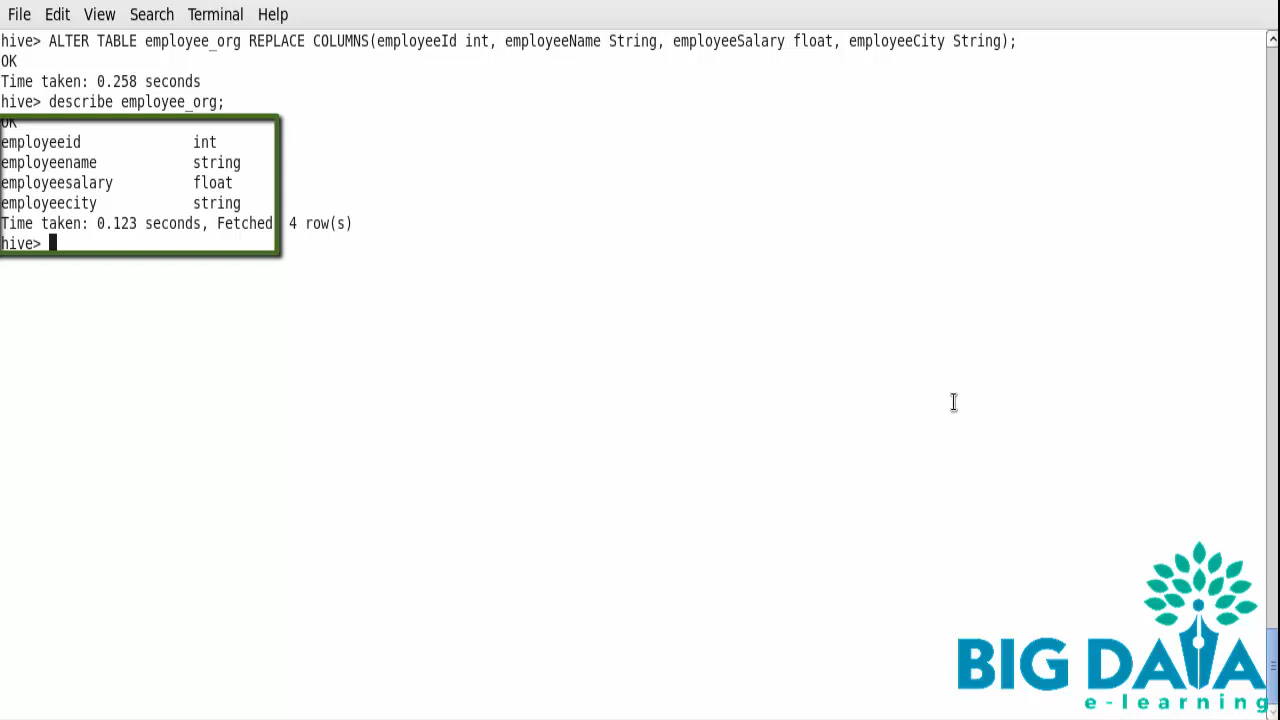 File Edit View Search Terminal Help
hive> ALTER TABLE employee_org REPLACE COLUMNS(employeeId int, employeeName String, employeeSalary float, employeeCity String);
OK
Time taken: 0.258 seconds
hive> describe employee_org;
OK
employeeid int
employeename string
employeesalary float
employeecity string
Time taken: 0.123 seconds, Fetched: 4 row(s)
hive>
BIG DATA
e-learning